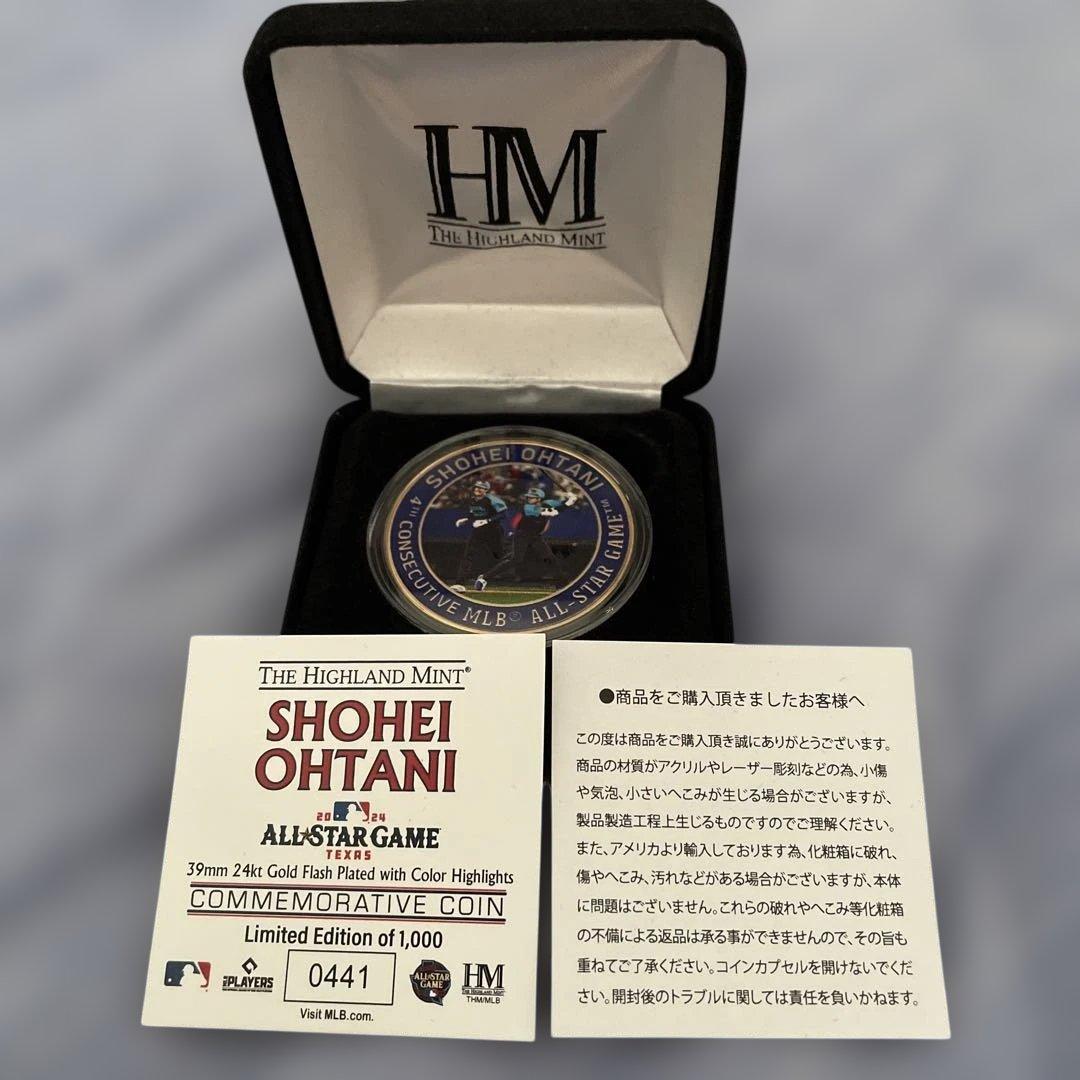 HM
THE HIGHLAND MINT
SHOHEI OHTANI
4TH CONSECUTIVE MLB® ALL-STAR GAME™
THE HIGHLAND MINT®
SHOHEI
OHTANI
20 24
ALL★STAR GAME
TEXAS
39mm 24kt Gold Flash Plated with Color Highlights
COMMEMORATIVE COIN
Limited Edition of 1,000
PLAYERS
0441
ALL★STAR
GAME
HM
THE HIGHLAND MINT
THM/MLB
Visit MLB.com.
●商品をご購入頂きましたお客様へ
この度は商品をご購入頂き誠にありがとうございます。
商品の材質がアクリルやレーザー彫刻などの為、小傷
や気泡、小さいへこみが生じる場合がございますが、
製品製造工程上生じるものですのでご理解ください。
また、アメリカより輸入しております為、化粧箱に破れ、
傷やへこみ、汚れなどがある場合がございますが、本体
に問題はございません。これらの破れやへこみ等化粧箱
の不備による返品は承る事ができませんので、その旨も
重ねてご了承ください。コインカプセルを開けないでくだ
さい。開封後のトラブルに関しては責任を負いかねます。